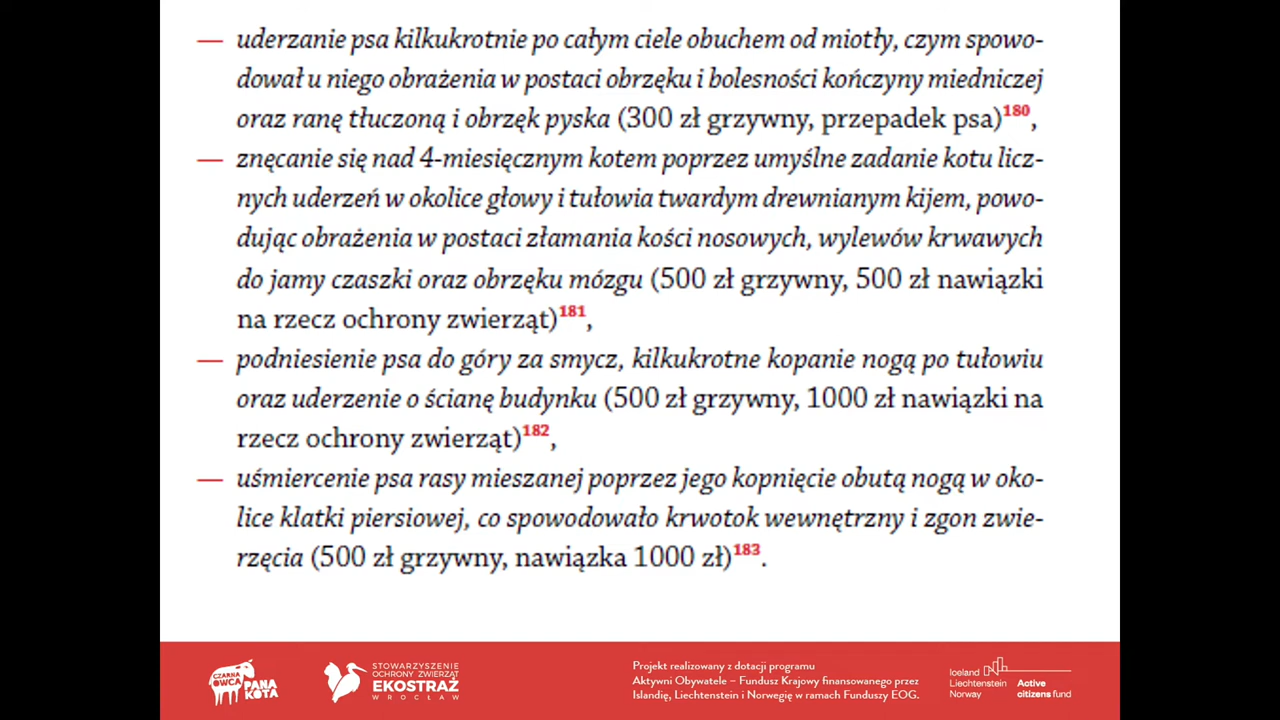 — uderzanie psa kilkukrotnie po całym ciele obuchem od miotły, czym spowo-
dował u niego obrażenia w postaci obrzęku i bolesności kończyny miedniczej
oraz ranę tłuczoną i obrzęk pyska (300 zł grzywny, przepadek psa)180,
— znęcanie się nad 4-miesięcznym kotem poprzez umyślne zadanie kotu licz-
nych uderzeń w okolice głowy i tułowia twardym drewnianym kijem, powo-
dując obrażenia w postaci złamania kości nosowych, wylewów krwawych
do jamy czaszki oraz obrzęku mózgu (500 zł grzywny, 500 zł nawiązki
na rzecz ochrony zwierząt)181,
— podniesienie psa do góry za smycz, kilkukrotne kopanie nogą po tułowiu
oraz uderzenie o ścianę budynku (500 zł grzywny, 1000 zł nawiązki na
rzecz ochrony zwierząt)182,
— uśmiercenie psa rasy mieszanej poprzez jego kopnięcie obutą nogą w oko-
lice klatki piersiowej, co spowodowało krwotok wewnętrzny i zgon zwie-
rzęcia (500 zł grzywny, nawiązka 1000 zł)183.
CZARNA
OWCA
PANA
KOTA
STOWARZYSZENIE
OCHRONY ZWIERZĄT
EKOSTRAŻ
WROCŁAW
Projekt realizowany z dotacji programu
Aktywni Obywatele – Fundusz Krajowy finansowanego przez
Islandię, Liechtenstein i Norwegię w ramach Funduszy EOG.
Iceland
Liechtenstein
Norway
Active
citizens fund